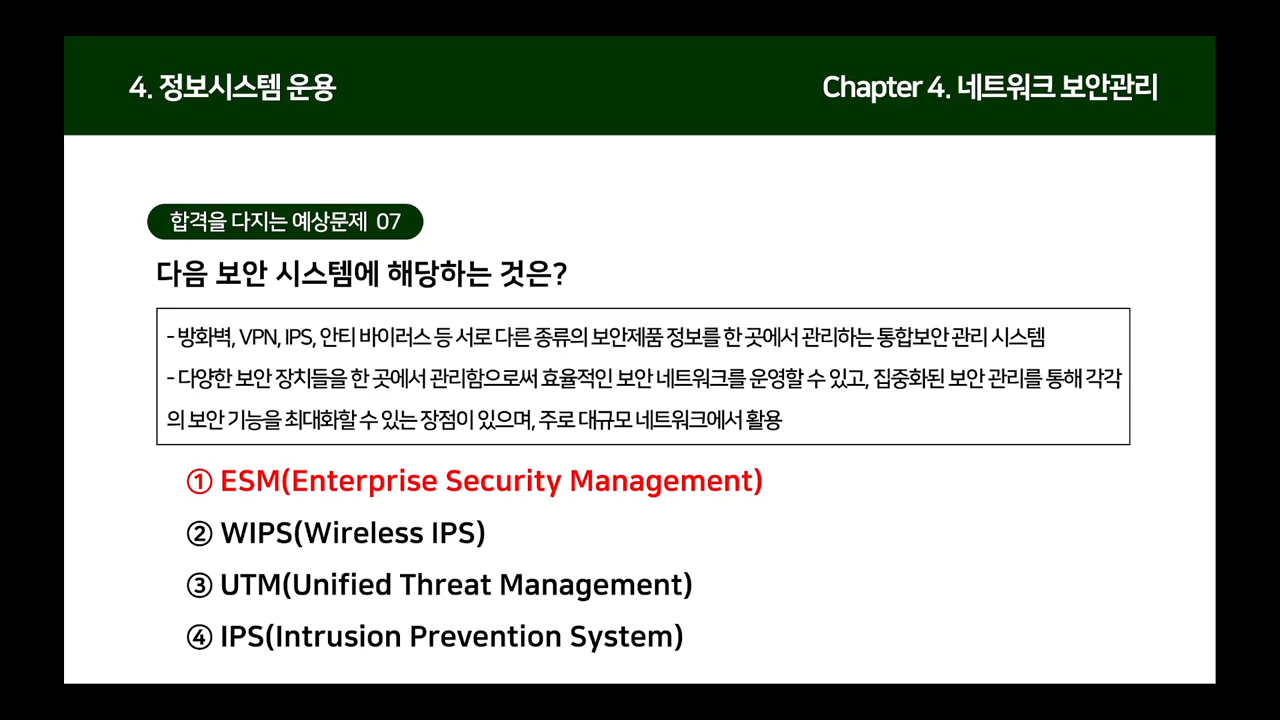 4. 정보시스템 운용
Chapter 4. 네트워크 보안관리
합격을 다지는 예상문제 07
다음 보안 시스템에 해당하는 것은?
- 방화벽, VPN, IPS, 안티 바이러스 등 서로 다른 종류의 보안제품 정보를 한 곳에서 관리하는 통합보안 관리 시스템
- 다양한 보안 장치들을 한 곳에서 관리함으로써 효율적인 보안 네트워크를 운영할 수 있고, 집중화된 보안 관리를 통해 각각
의 보안 기능을 최대화할 수 있는 장점이 있으며, 주로 대규모 네트워크에서 활용
① ESM(Enterprise Security Management)
② WIPS(Wireless IPS)
③ UTM(Unified Threat Management)
④ IPS(Intrusion Prevention System)